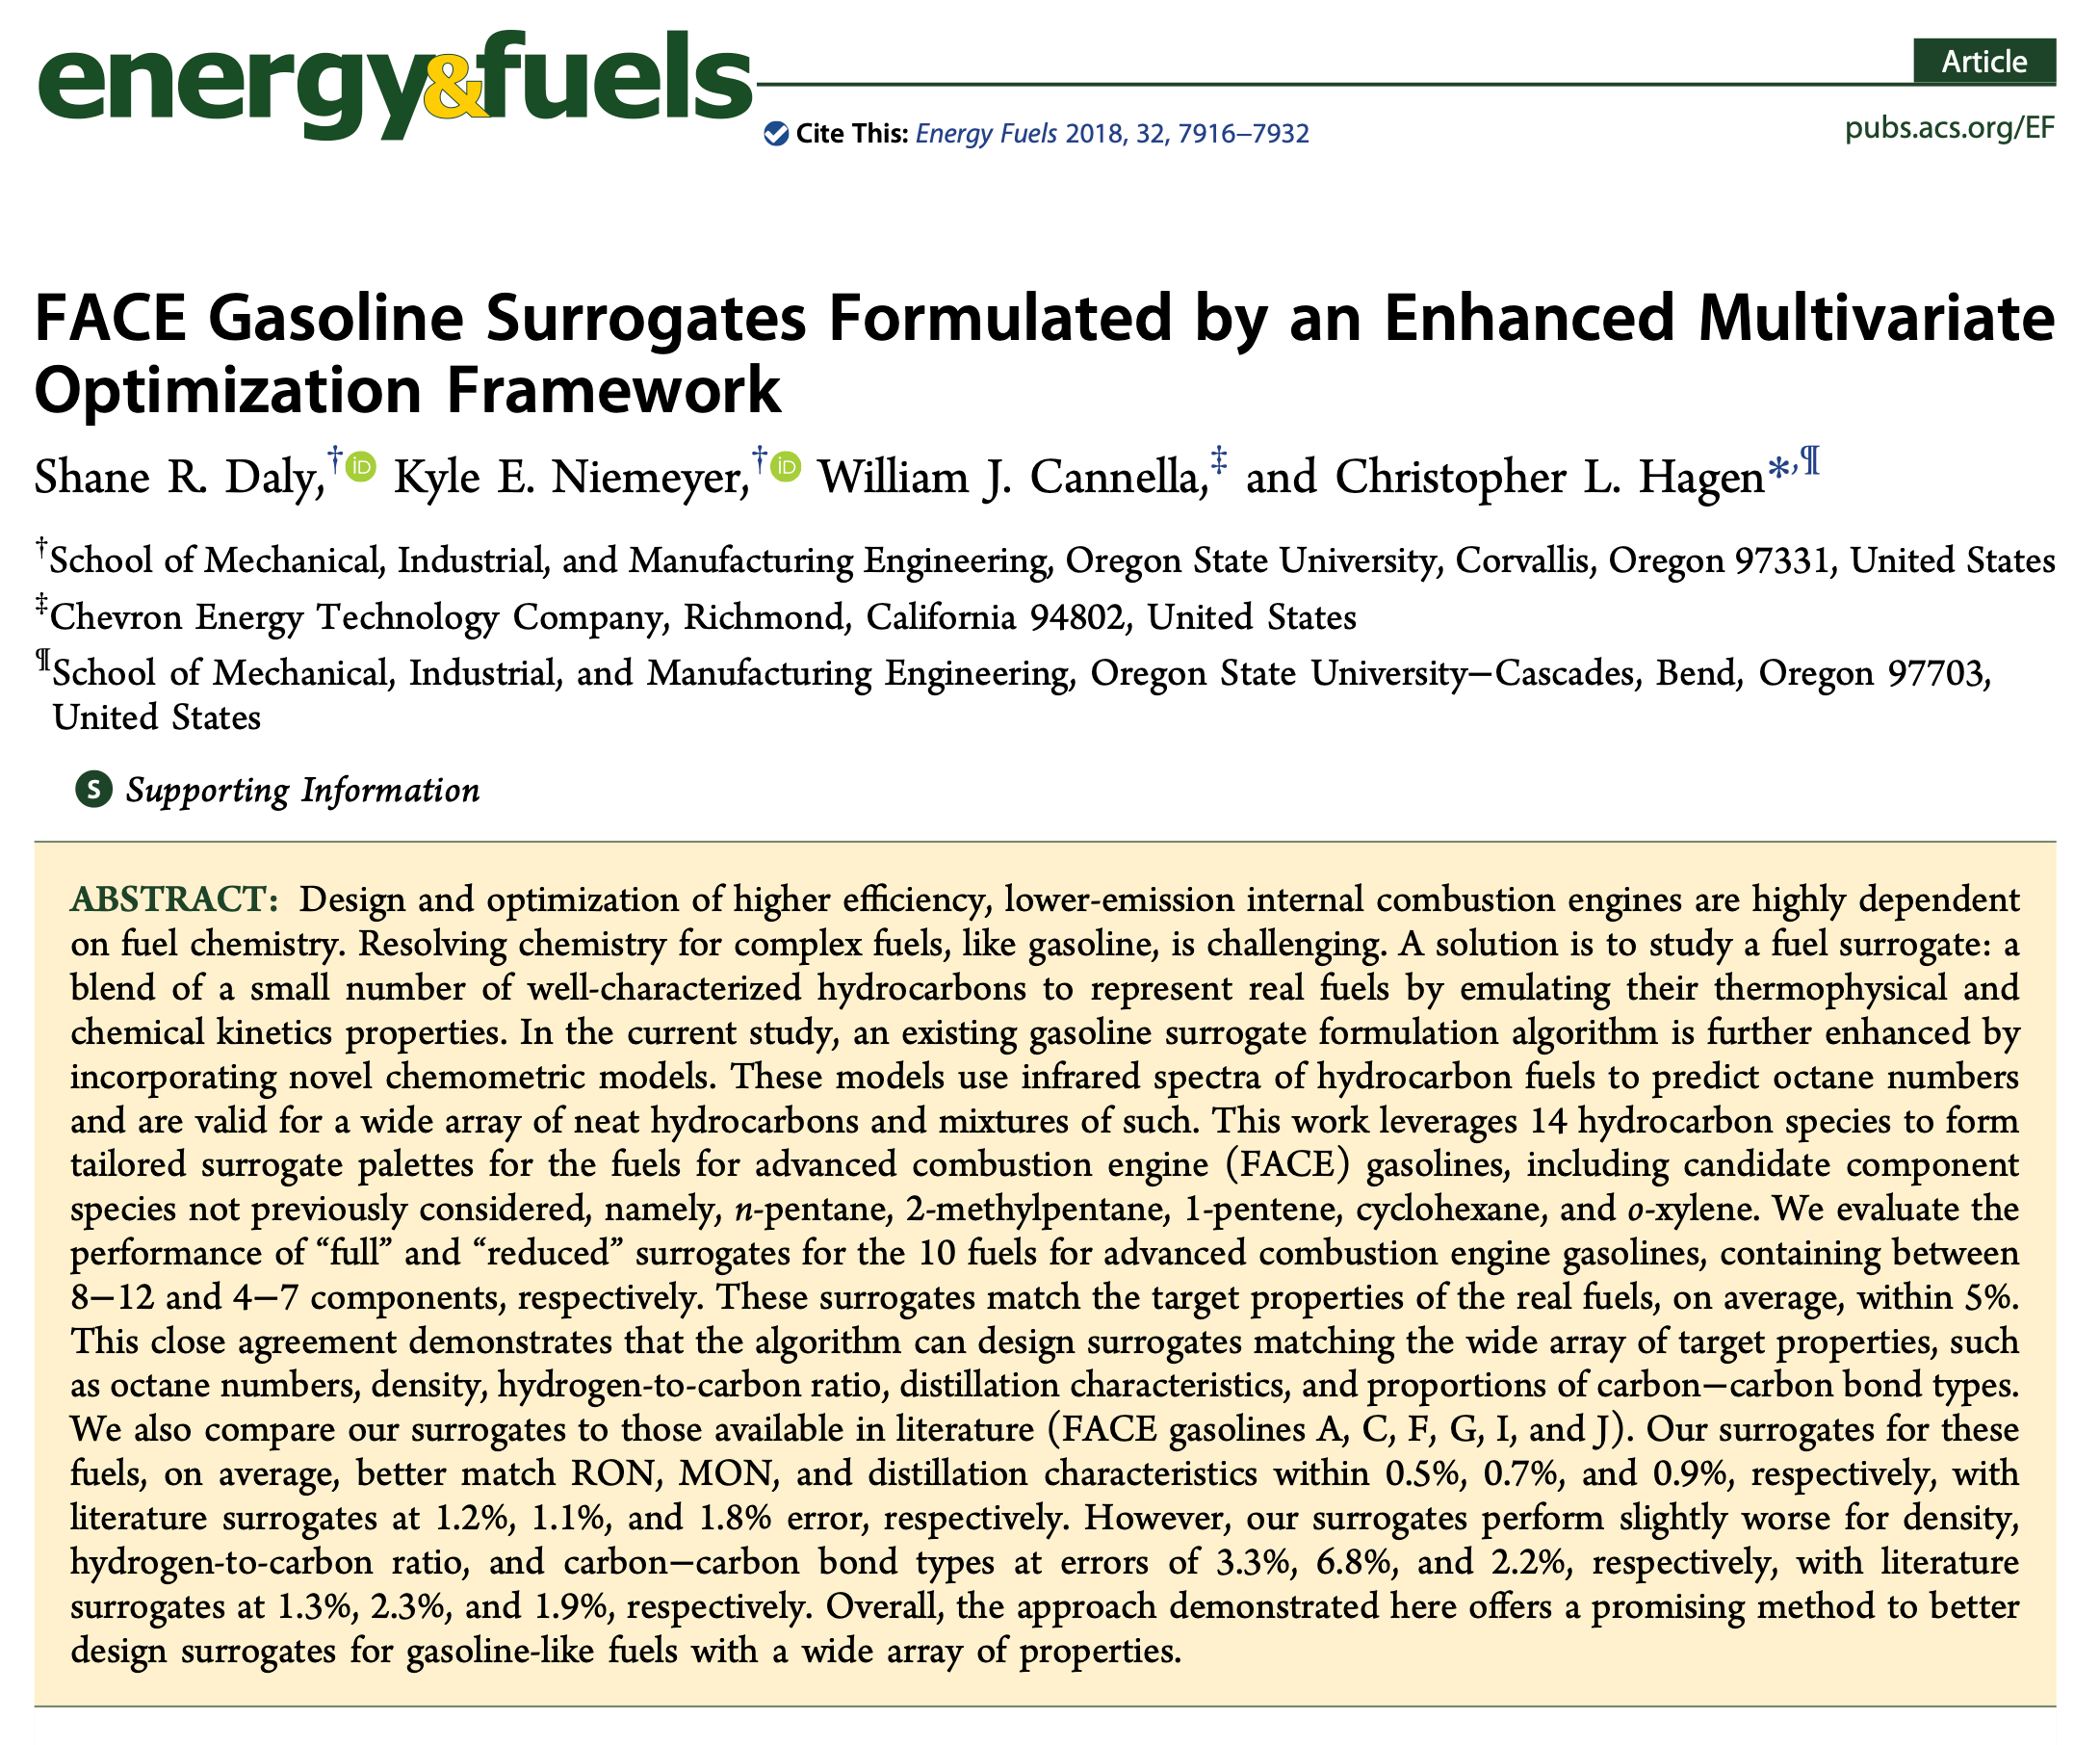 energy&fuels
Article
Cite This: Energy Fuels 2018, 32, 7916−7932
pubs.acs.org/EF
FACE Gasoline Surrogates Formulated by an Enhanced Multivariate
Optimization Framework
Shane R. Daly,† iD Kyle E. Niemeyer,† iD William J. Cannella,‡ and Christopher L. Hagen*,¶
†School of Mechanical, Industrial, and Manufacturing Engineering, Oregon State University, Corvallis, Oregon 97331, United States
‡Chevron Energy Technology Company, Richmond, California 94802, United States
¶School of Mechanical, Industrial, and Manufacturing Engineering, Oregon State University−Cascades, Bend, Oregon 97703,
United States
S Supporting Information
ABSTRACT: Design and optimization of higher efficiency, lower-emission internal combustion engines are highly dependent
on fuel chemistry. Resolving chemistry for complex fuels, like gasoline, is challenging. A solution is to study a fuel surrogate: a
blend of a small number of well-characterized hydrocarbons to represent real fuels by emulating their thermophysical and
chemical kinetics properties. In the current study, an existing gasoline surrogate formulation algorithm is further enhanced by
incorporating novel chemometric models. These models use infrared spectra of hydrocarbon fuels to predict octane numbers
and are valid for a wide array of neat hydrocarbons and mixtures of such. This work leverages 14 hydrocarbon species to form
tailored surrogate palettes for the fuels for advanced combustion engine (FACE) gasolines, including candidate component
species not previously considered, namely, n-pentane, 2-methylpentane, 1-pentene, cyclohexane, and o-xylene. We evaluate the
performance of “full” and “reduced” surrogates for the 10 fuels for advanced combustion engine gasolines, containing between
8−12 and 4−7 components, respectively. These surrogates match the target properties of the real fuels, on average, within 5%.
This close agreement demonstrates that the algorithm can design surrogates matching the wide array of target properties, such
as octane numbers, density, hydrogen-to-carbon ratio, distillation characteristics, and proportions of carbon−carbon bond types.
We also compare our surrogates to those available in literature (FACE gasolines A, C, F, G, I, and J). Our surrogates for these
fuels, on average, better match RON, MON, and distillation characteristics within 0.5%, 0.7%, and 0.9%, respectively, with
literature surrogates at 1.2%, 1.1%, and 1.8% error, respectively. However, our surrogates perform slightly worse for density,
hydrogen-to-carbon ratio, and carbon−carbon bond types at errors of 3.3%, 6.8%, and 2.2%, respectively, with literature
surrogates at 1.3%, 2.3%, and 1.9%, respectively. Overall, the approach demonstrated here offers a promising method to better
design surrogates for gasoline-like fuels with a wide array of properties.